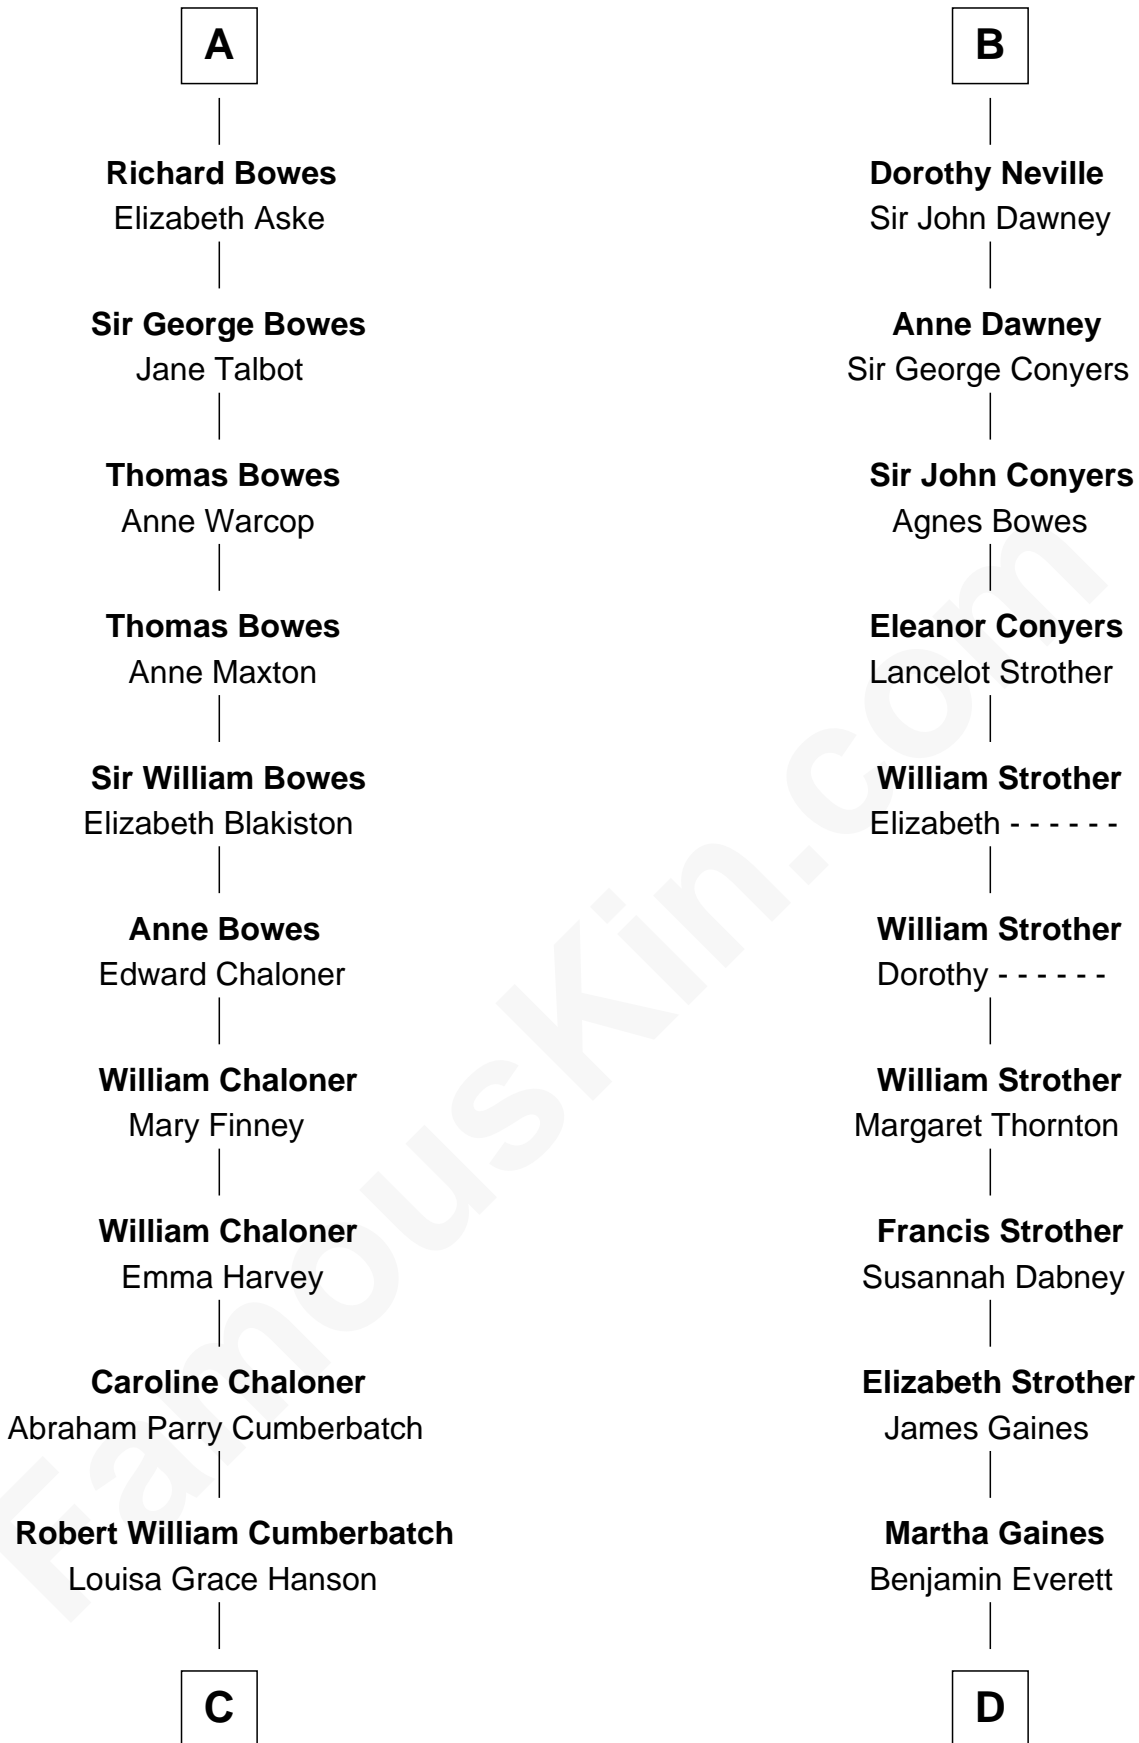 A
Richard Bowes
Elizabeth Aske
Sir George Bowes
Jane Talbot
Thomas Bowes
Anne Warcop
Thomas Bowes
Anne Maxton
Sir William Bowes
Elizabeth Blakiston
Anne Bowes
Edward Chaloner
William Chaloner
Mary Finney
William Chaloner
Emma Harvey
Caroline Chaloner
Abraham Parry Cumberbatch
Robert William Cumberbatch
Louisa Grace Hanson
C
B
Dorothy Neville
Sir John Dawney
Anne Dawney
Sir George Conyers
Sir John Conyers
Agnes Bowes
Eleanor Conyers
Lancelot Strother
William Strother
Elizabeth - - - - - -
William Strother
Dorothy - - - - - -
William Strother
Margaret Thornton
Francis Strother
Susannah Dabney
Elizabeth Strother
James Gaines
Martha Gaines
Benjamin Everett
D
FamousKin.com